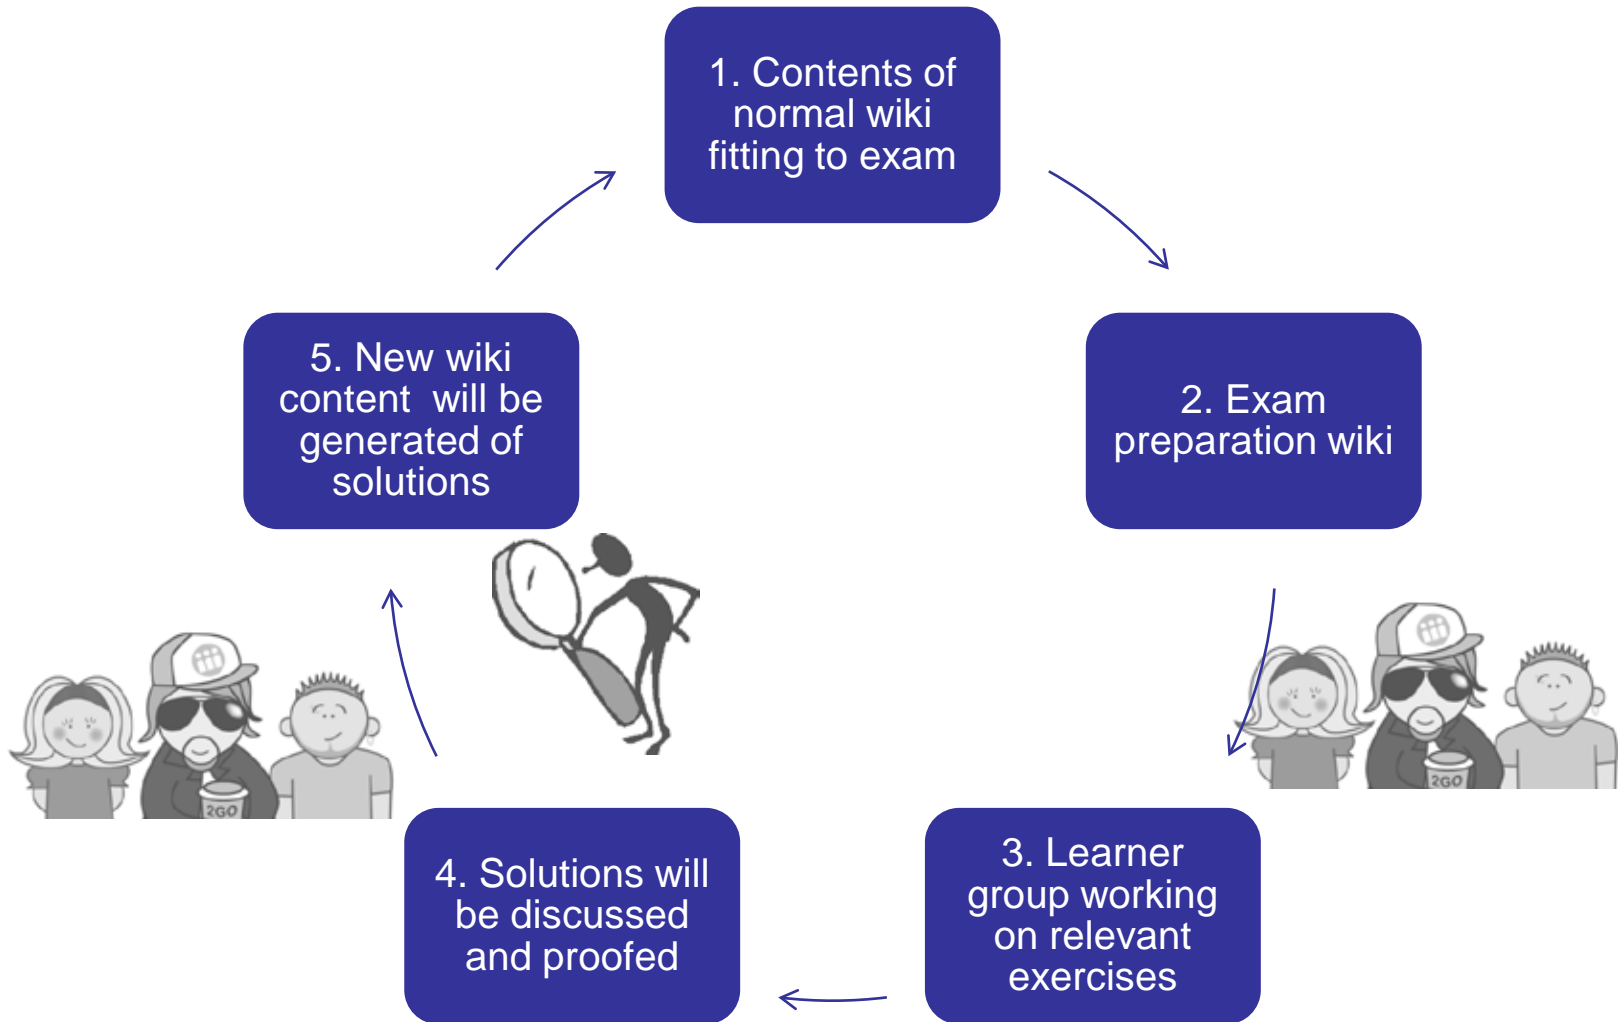 1. Contents of
normal wiki
fitting to exam
2. Exam
preparation wiki
3. Learner
group working
on relevant
exercises
4. Solutions will
be discussed
and proofed
5. New wiki
content  will be
generated of
solutions
2GO
2GO